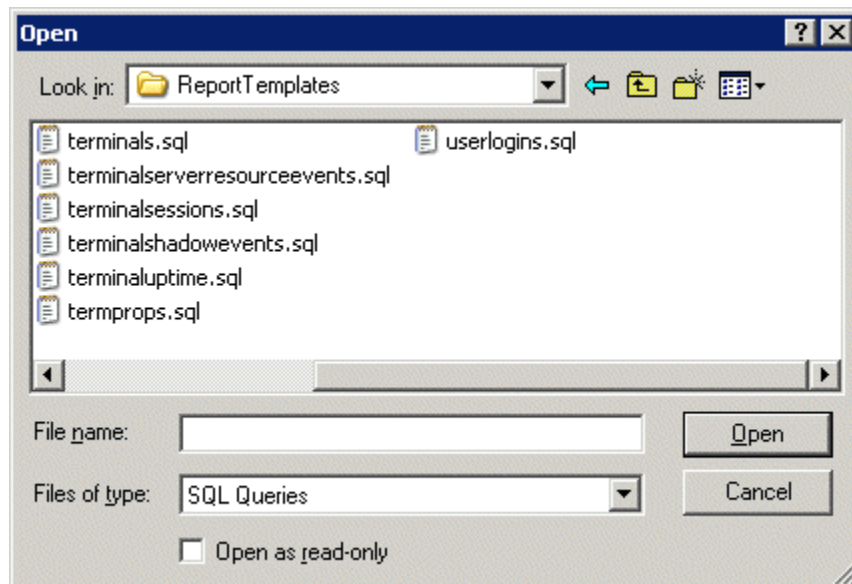 Open
Look in: ReportTemplates
terminals.sql
terminalserverresourceevents.sql
terminalsessions.sql
terminalshadowevents.sql
terminaluptime.sql
termprops.sql
userlogins.sql
File name:
Open
Files of type: SQL Queries
Cancel
Open as read-only